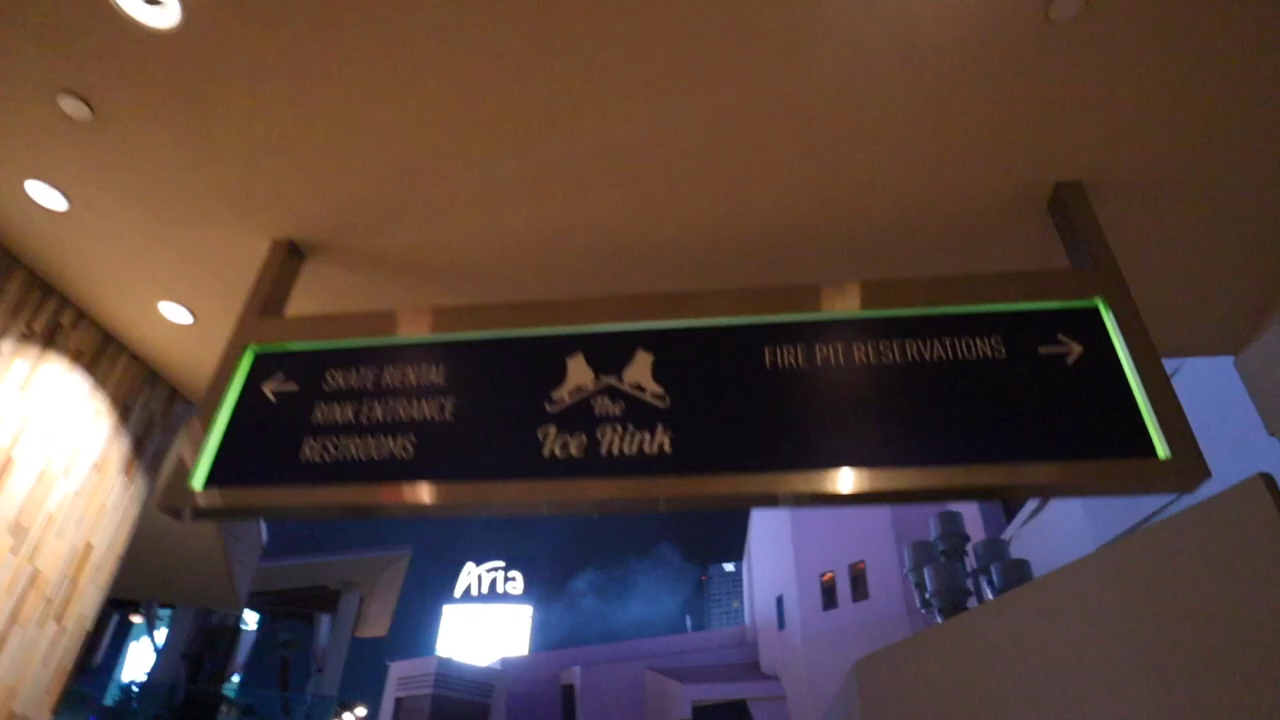 SKATE RENTAL
RINK ENTRANCE
RESTROOMS
The
Ice Rink
FIRE PIT RESERVATIONS
Aria